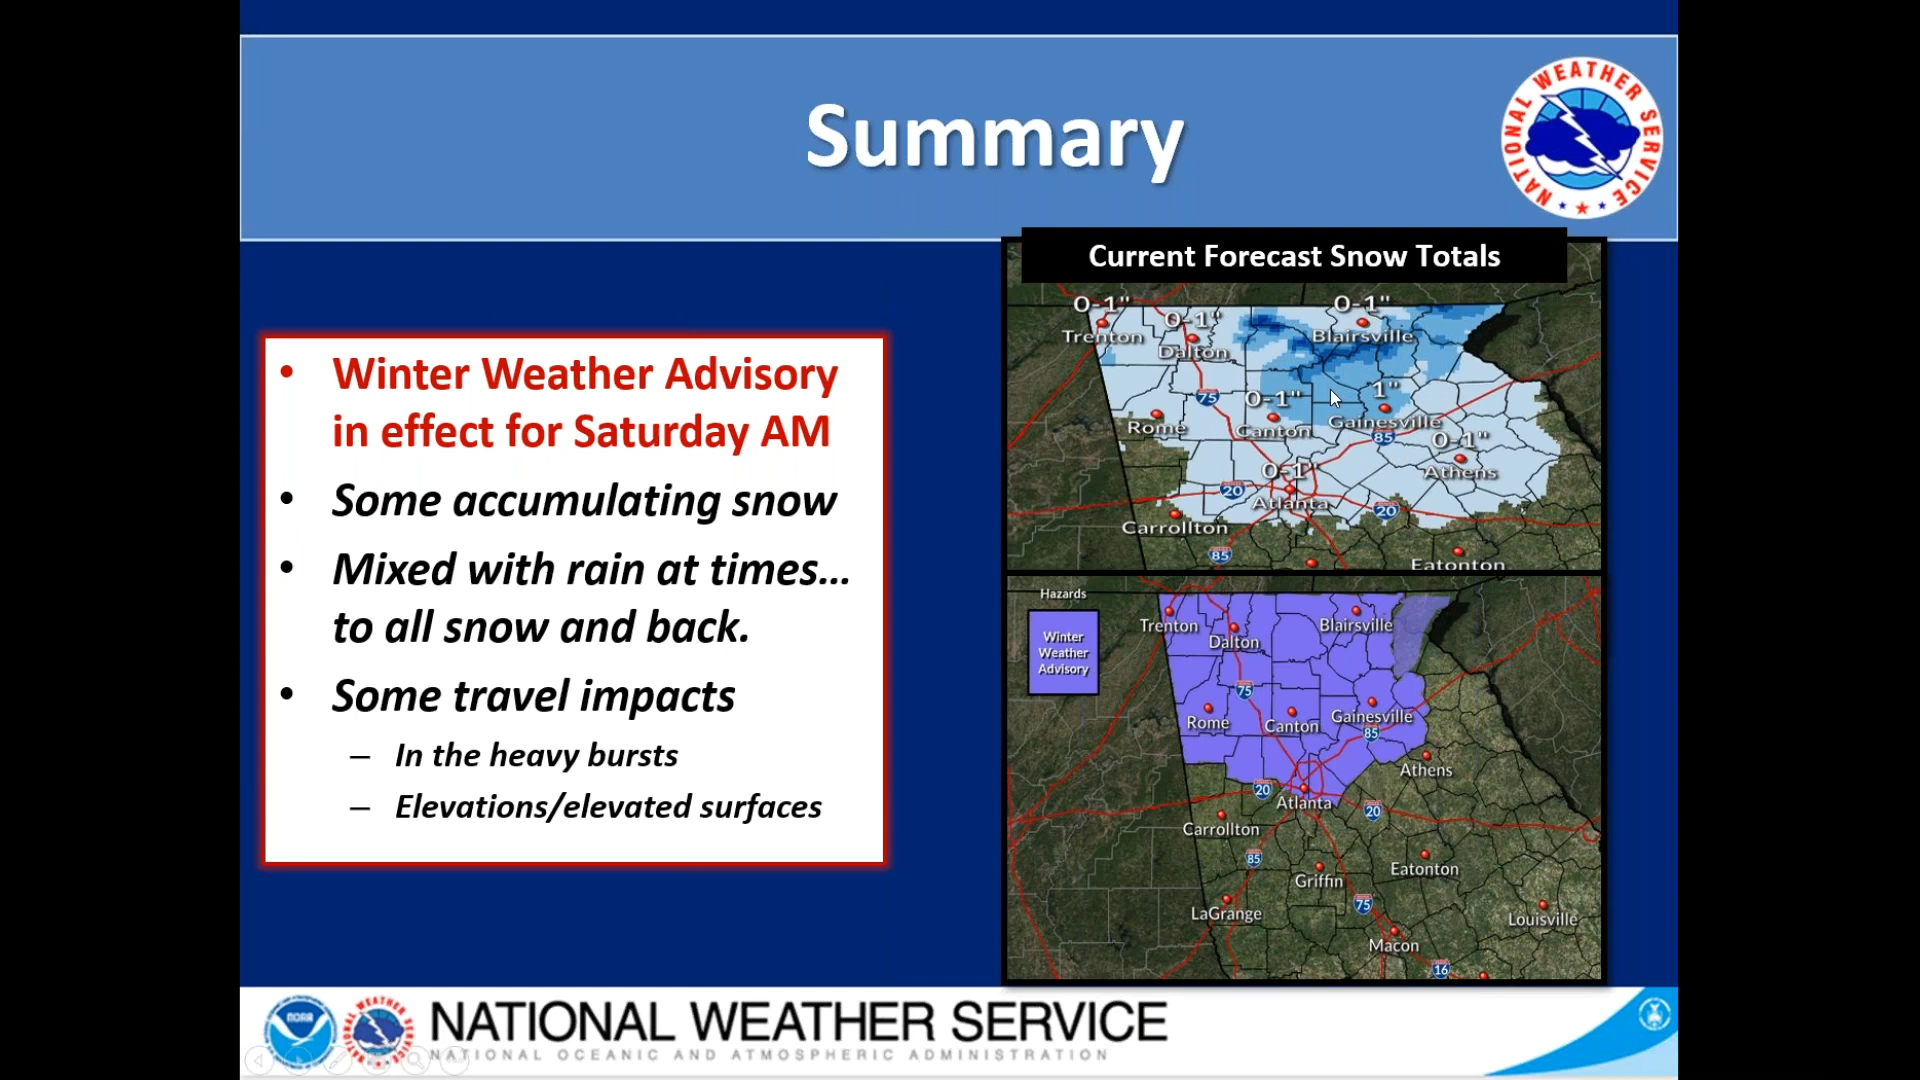 Summary
NATIONAL WEATHER SERVICE
Current Forecast Snow Totals
• Winter Weather Advisory
in effect for Saturday AM
• Some accumulating snow
• Mixed with rain at times…
to all snow and back.
• Some travel impacts
– In the heavy bursts
– Elevations/elevated surfaces
0-1"
Trenton
0-1"
Dalton
0-1"
Blairsville
75
0-1"
Canton
1"
Gainesville
Rome
85
0-1"
Athens
0-1"
Atlanta
20
20
Carrollton
85
Eatonton
Hazards
Winter
Weather
Advisory
Trenton
Dalton
Blairsville
75
Rome
Canton
Gainesville
85
Athens
20
Atlanta
20
Carrollton
85
Griffin
Eatonton
LaGrange
75
Louisville
Macon
16
NOAA
NATIONAL WEATHER SERVICE
NATIONAL OCEANIC AND ATMOSPHERIC ADMINISTRATION